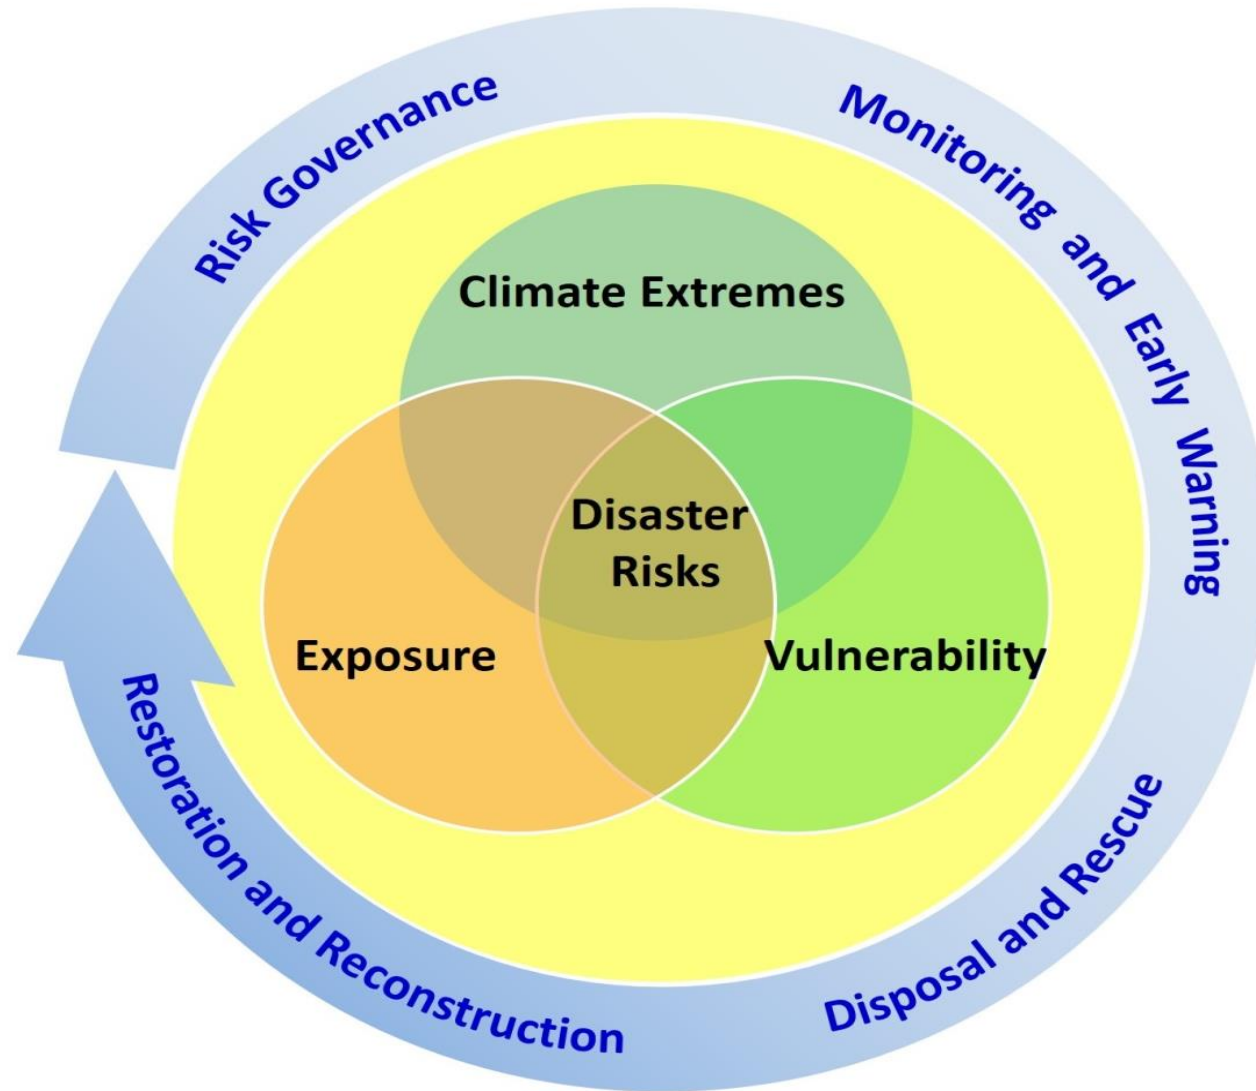 Risk Governance
Monitoring and Early Warning
Climate Extremes
Disaster
Risks
Exposure
Vulnerability
Restoration and Reconstruction
Disposal and Rescue